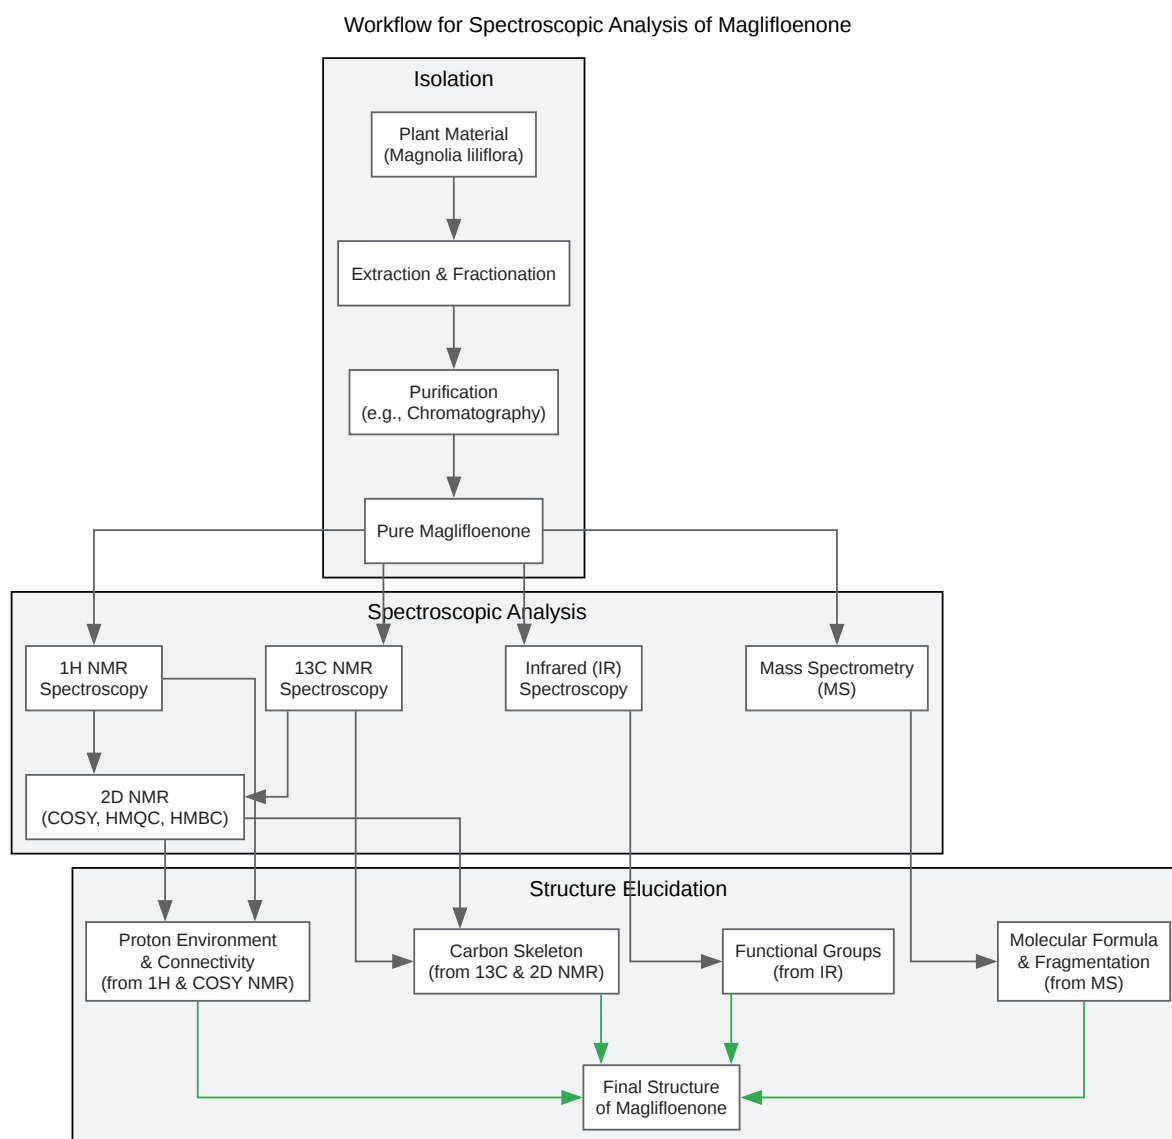 Workflow for Spectroscopic Analysis of Maglifloenone
Isolation
Plant Material
(Magnolia liliflora)
Extraction & Fractionation
Purification
(e.g., Chromatography)
Pure Maglifloenone
Spectroscopic Analysis
1H NMR
Spectroscopy
13C NMR
Spectroscopy
Infrared (IR)
Spectroscopy
Mass Spectrometry
(MS)
2D NMR
(COSY, HMQC, HMBC)
Structure Elucidation
Proton Environment
& Connectivity
(from 1H & COSY NMR)
Carbon Skeleton
(from 13C & 2D NMR)
Functional Groups
(from IR)
Molecular Formula
& Fragmentation
(from MS)
Final Structure
of Maglifloenone